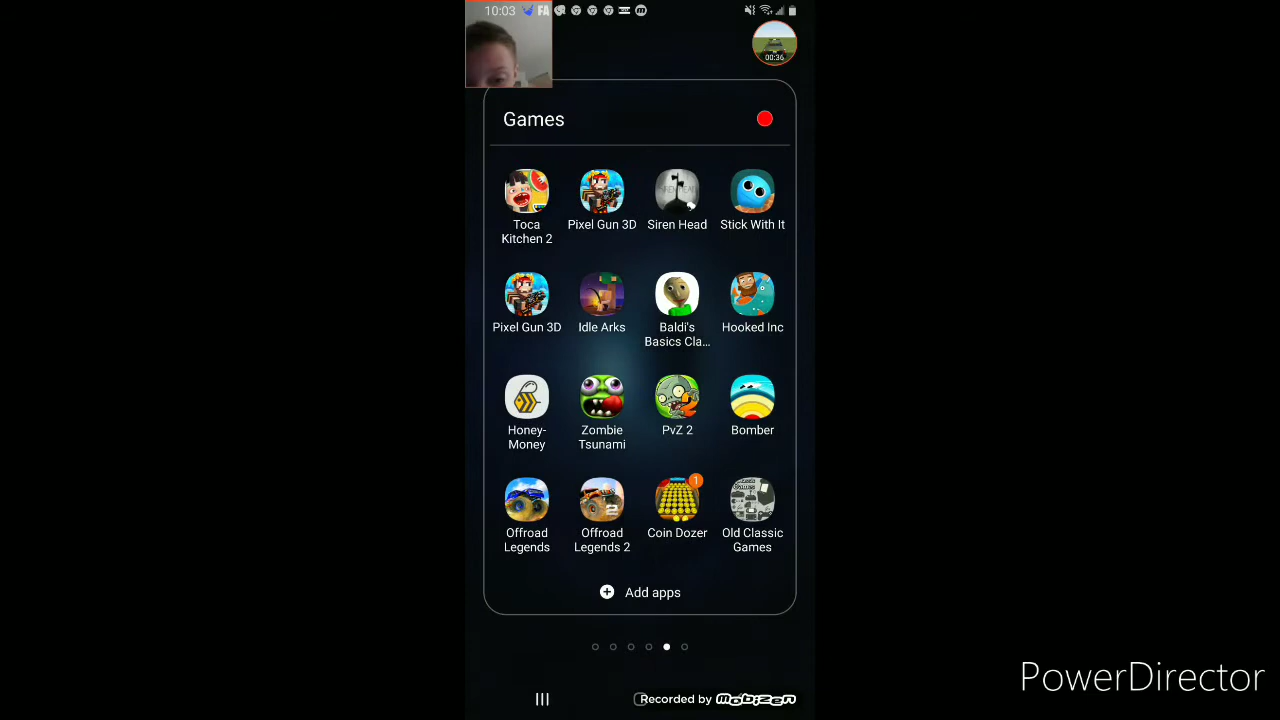 10:03 FA
00:36
Games
Toca Kitchen 2
Pixel Gun 3D
Siren Head
Stick With It
Pixel Gun 3D
Idle Arks
Baldi's Basics Cla...
Hooked Inc
Honey-Money
Zombie Tsunami
PvZ 2
Bomber
Offroad Legends
Offroad Legends 2
2
1
Coin Dozer
Old Classic Games
Add apps
Recorded by mobizen
PowerDirector